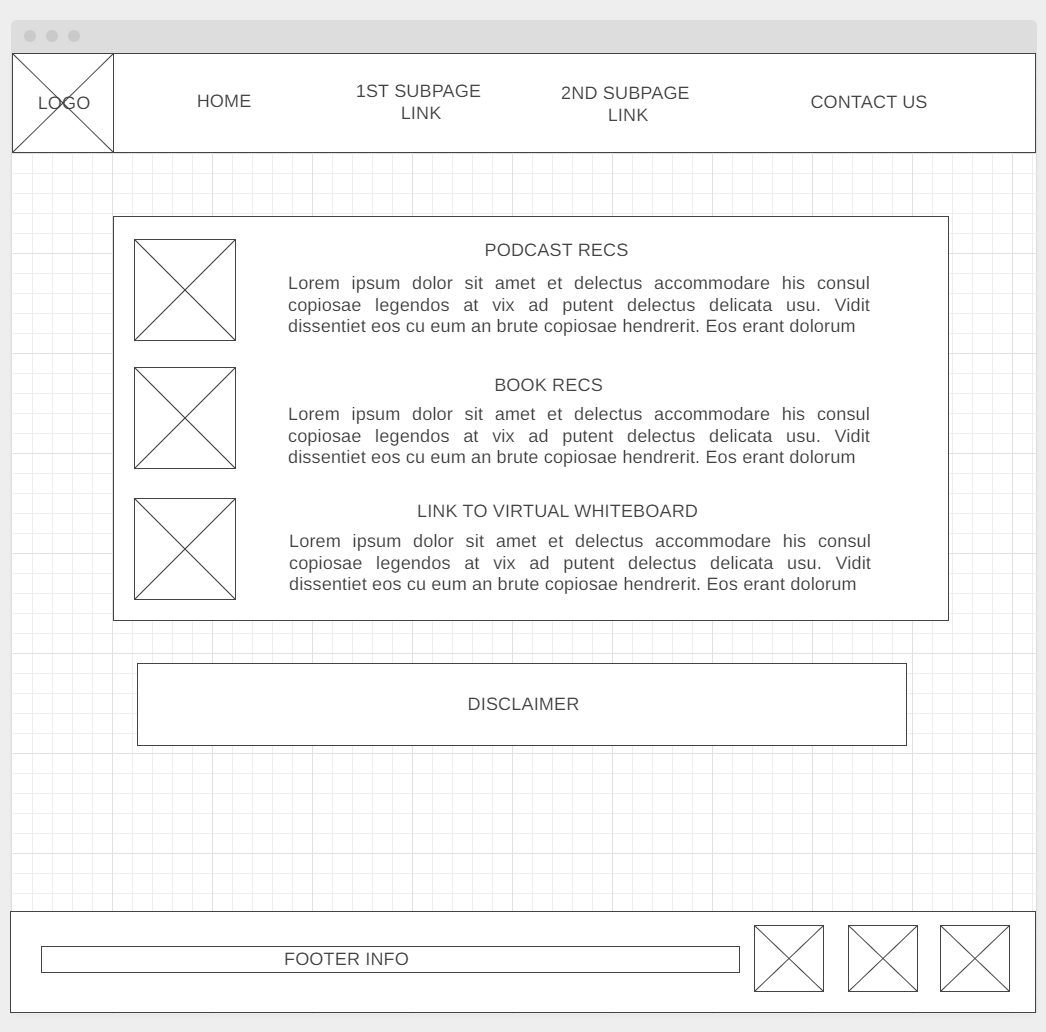 LOGO
HOME
1ST SUBPAGE
LINK
2ND SUBPAGE
LINK
CONTACT US
PODCAST RECS
Lorem ipsum dolor sit amet et delectus accommodare his consul
copiosae legendos at vix ad putent delectus delicata usu. Vidit
dissentiet eos cu eum an brute copiosae hendrerit. Eos erant dolorum
BOOK RECS
Lorem ipsum dolor sit amet et delectus accommodare his consul
copiosae legendos at vix ad putent delectus delicata usu. Vidit
dissentiet eos cu eum an brute copiosae hendrerit. Eos erant dolorum
LINK TO VIRTUAL WHITEBOARD
Lorem ipsum dolor sit amet et delectus accommodare his consul
copiosae legendos at vix ad putent delectus delicata usu. Vidit
dissentiet eos cu eum an brute copiosae hendrerit. Eos erant dolorum
DISCLAIMER
FOOTER INFO